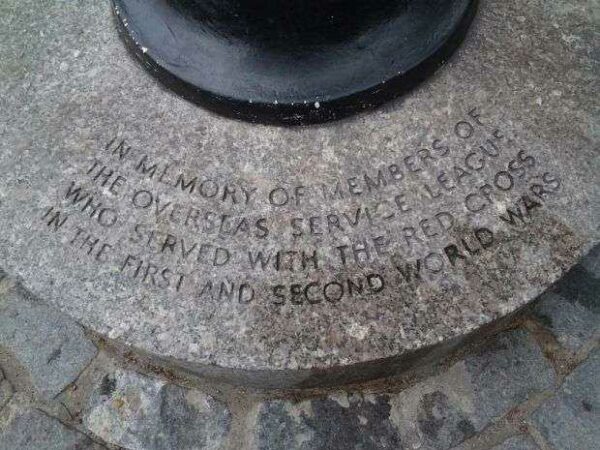 IN MEMORY OF MEMBERS OF
THE OVERSEAS SERVICE LEAGUE
WHO SERVED WITH THE RED CROSS
IN THE FIRST AND SECOND WORLD WARS